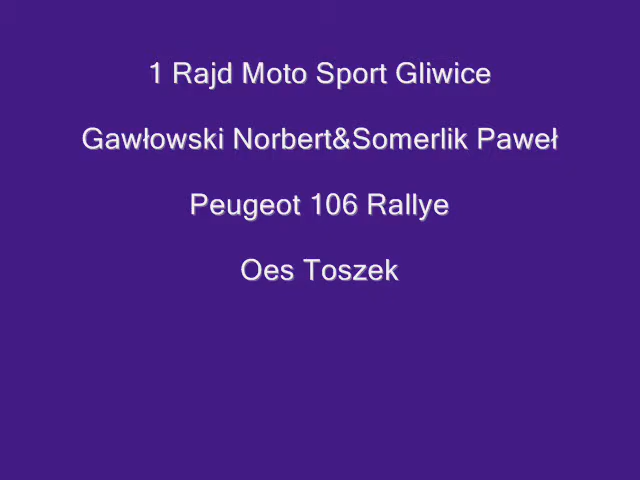 1 Rajd Moto Sport Gliwice
Gawłowski Norbert&Somerlik Paweł
Peugeot 106 Rallye
Oes Toszek